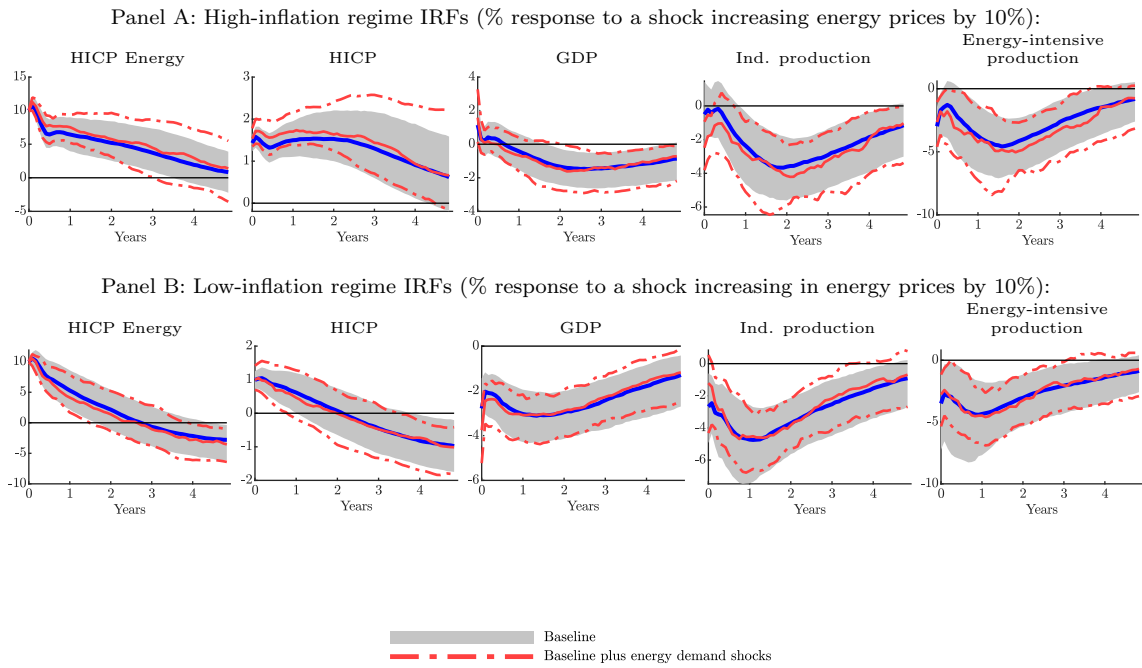 Panel A: High-inflation regime IRFs (% response to a shock increasing energy prices by 10%):
HICP Energy
HICP
GDP
Ind. production
Energy-intensive
production
15
10
5
0
-5
0 1 2 3 4
Years
3
2
1
0
0 1 2 3 4
Years
4
2
0
-2
-4
0 1 2 3 4
Years
0
-2
-4
-6
0 1 2 3 4
Years
0
-5
-10
0 1 2 3 4
Years
Panel B: Low-inflation regime IRFs (% response to a shock increasing in energy prices by 10%):
HICP Energy
HICP
GDP
Ind. production
Energy-intensive
production
10
5
0
-5
-10
0 1 2 3 4
Years
2
1
0
-1
-2
0 1 2 3 4
Years
0
-2
-4
-6
0 1 2 3 4
Years
0
-2
-4
-6
0 1 2 3 4
Years
0
-5
-10
0 1 2 3 4
Years
Baseline
Baseline plus energy demand shocks